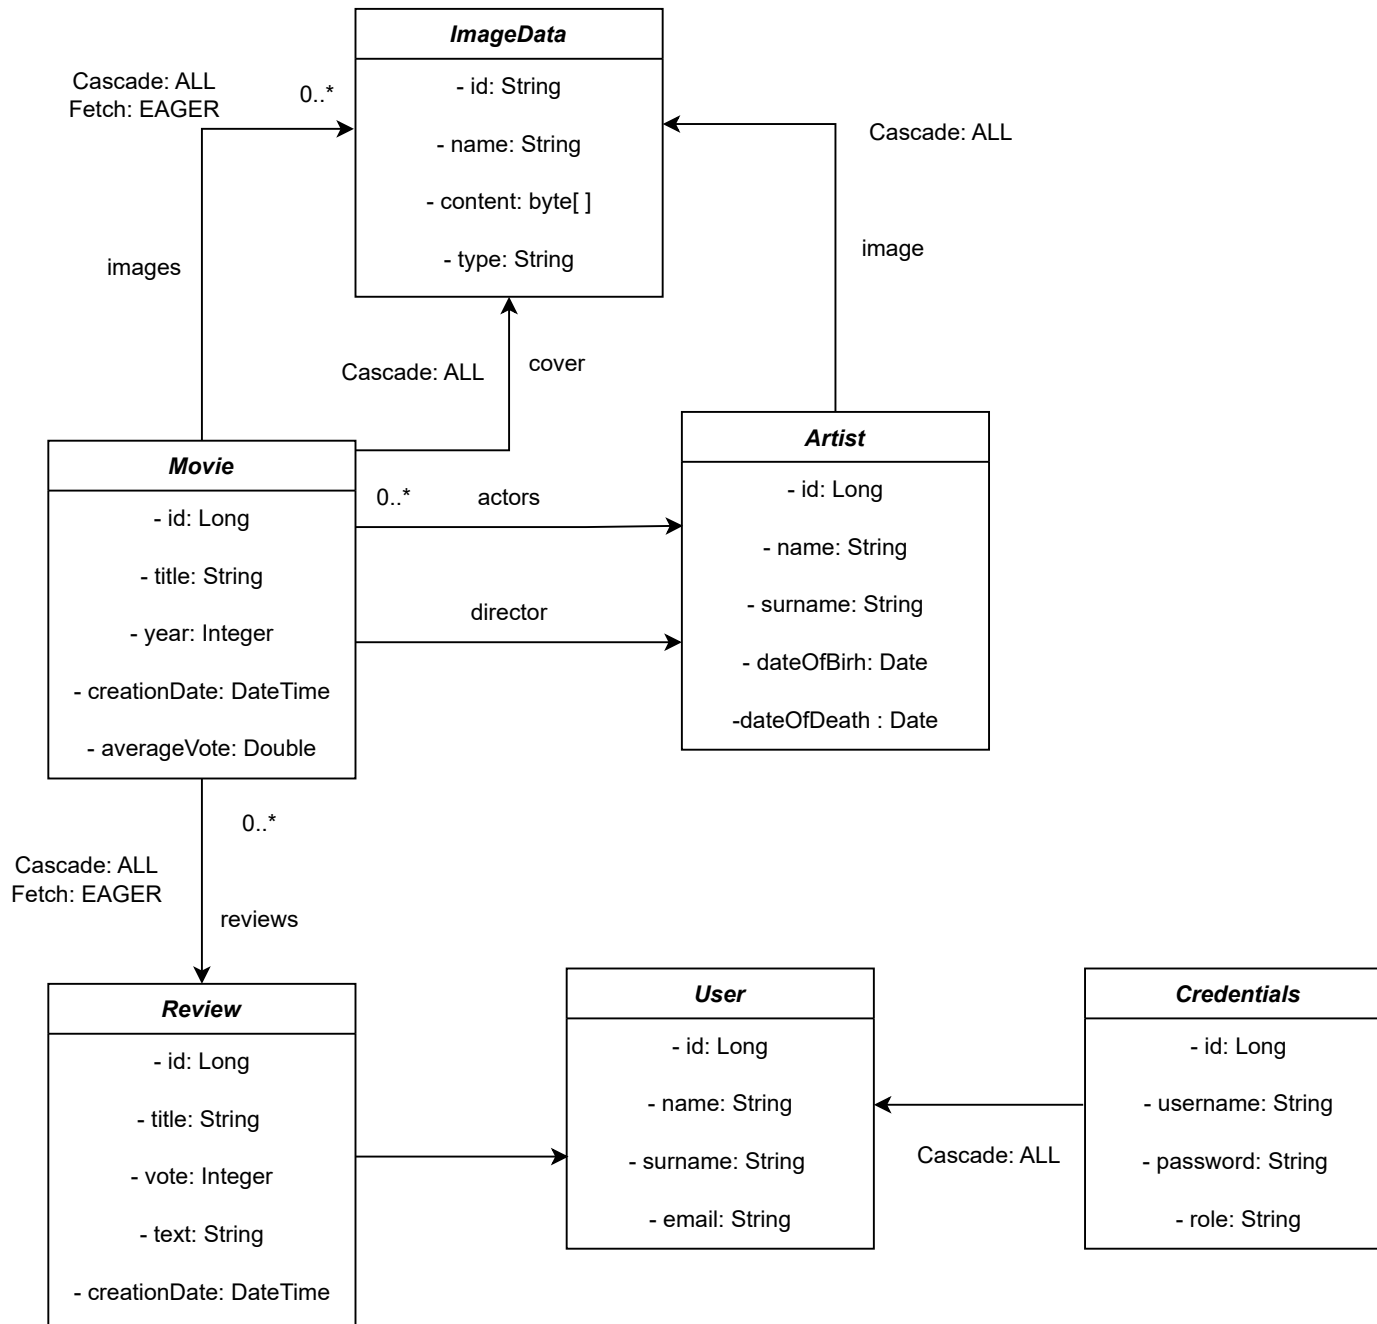 ImageData
- id: String
- name: String
- content: byte[ ]
- type: String
Cascade: ALL
Fetch: EAGER
0..*
images
Cascade: ALL
image
Cascade: ALL
cover
Movie
- id: Long
- title: String
- year: Integer
- creationDate: DateTime
- averageVote: Double
0..*
actors
director
Artist
- id: Long
- name: String
- surname: String
- dateOfBirh: Date
-dateOfDeath : Date
0..*
Cascade: ALL
Fetch: EAGER
reviews
Review
- id: Long
- title: String
- vote: Integer
- text: String
- creationDate: DateTime
User
- id: Long
- name: String
- surname: String
- email: String
Cascade: ALL
Credentials
- id: Long
- username: String
- password: String
- role: String